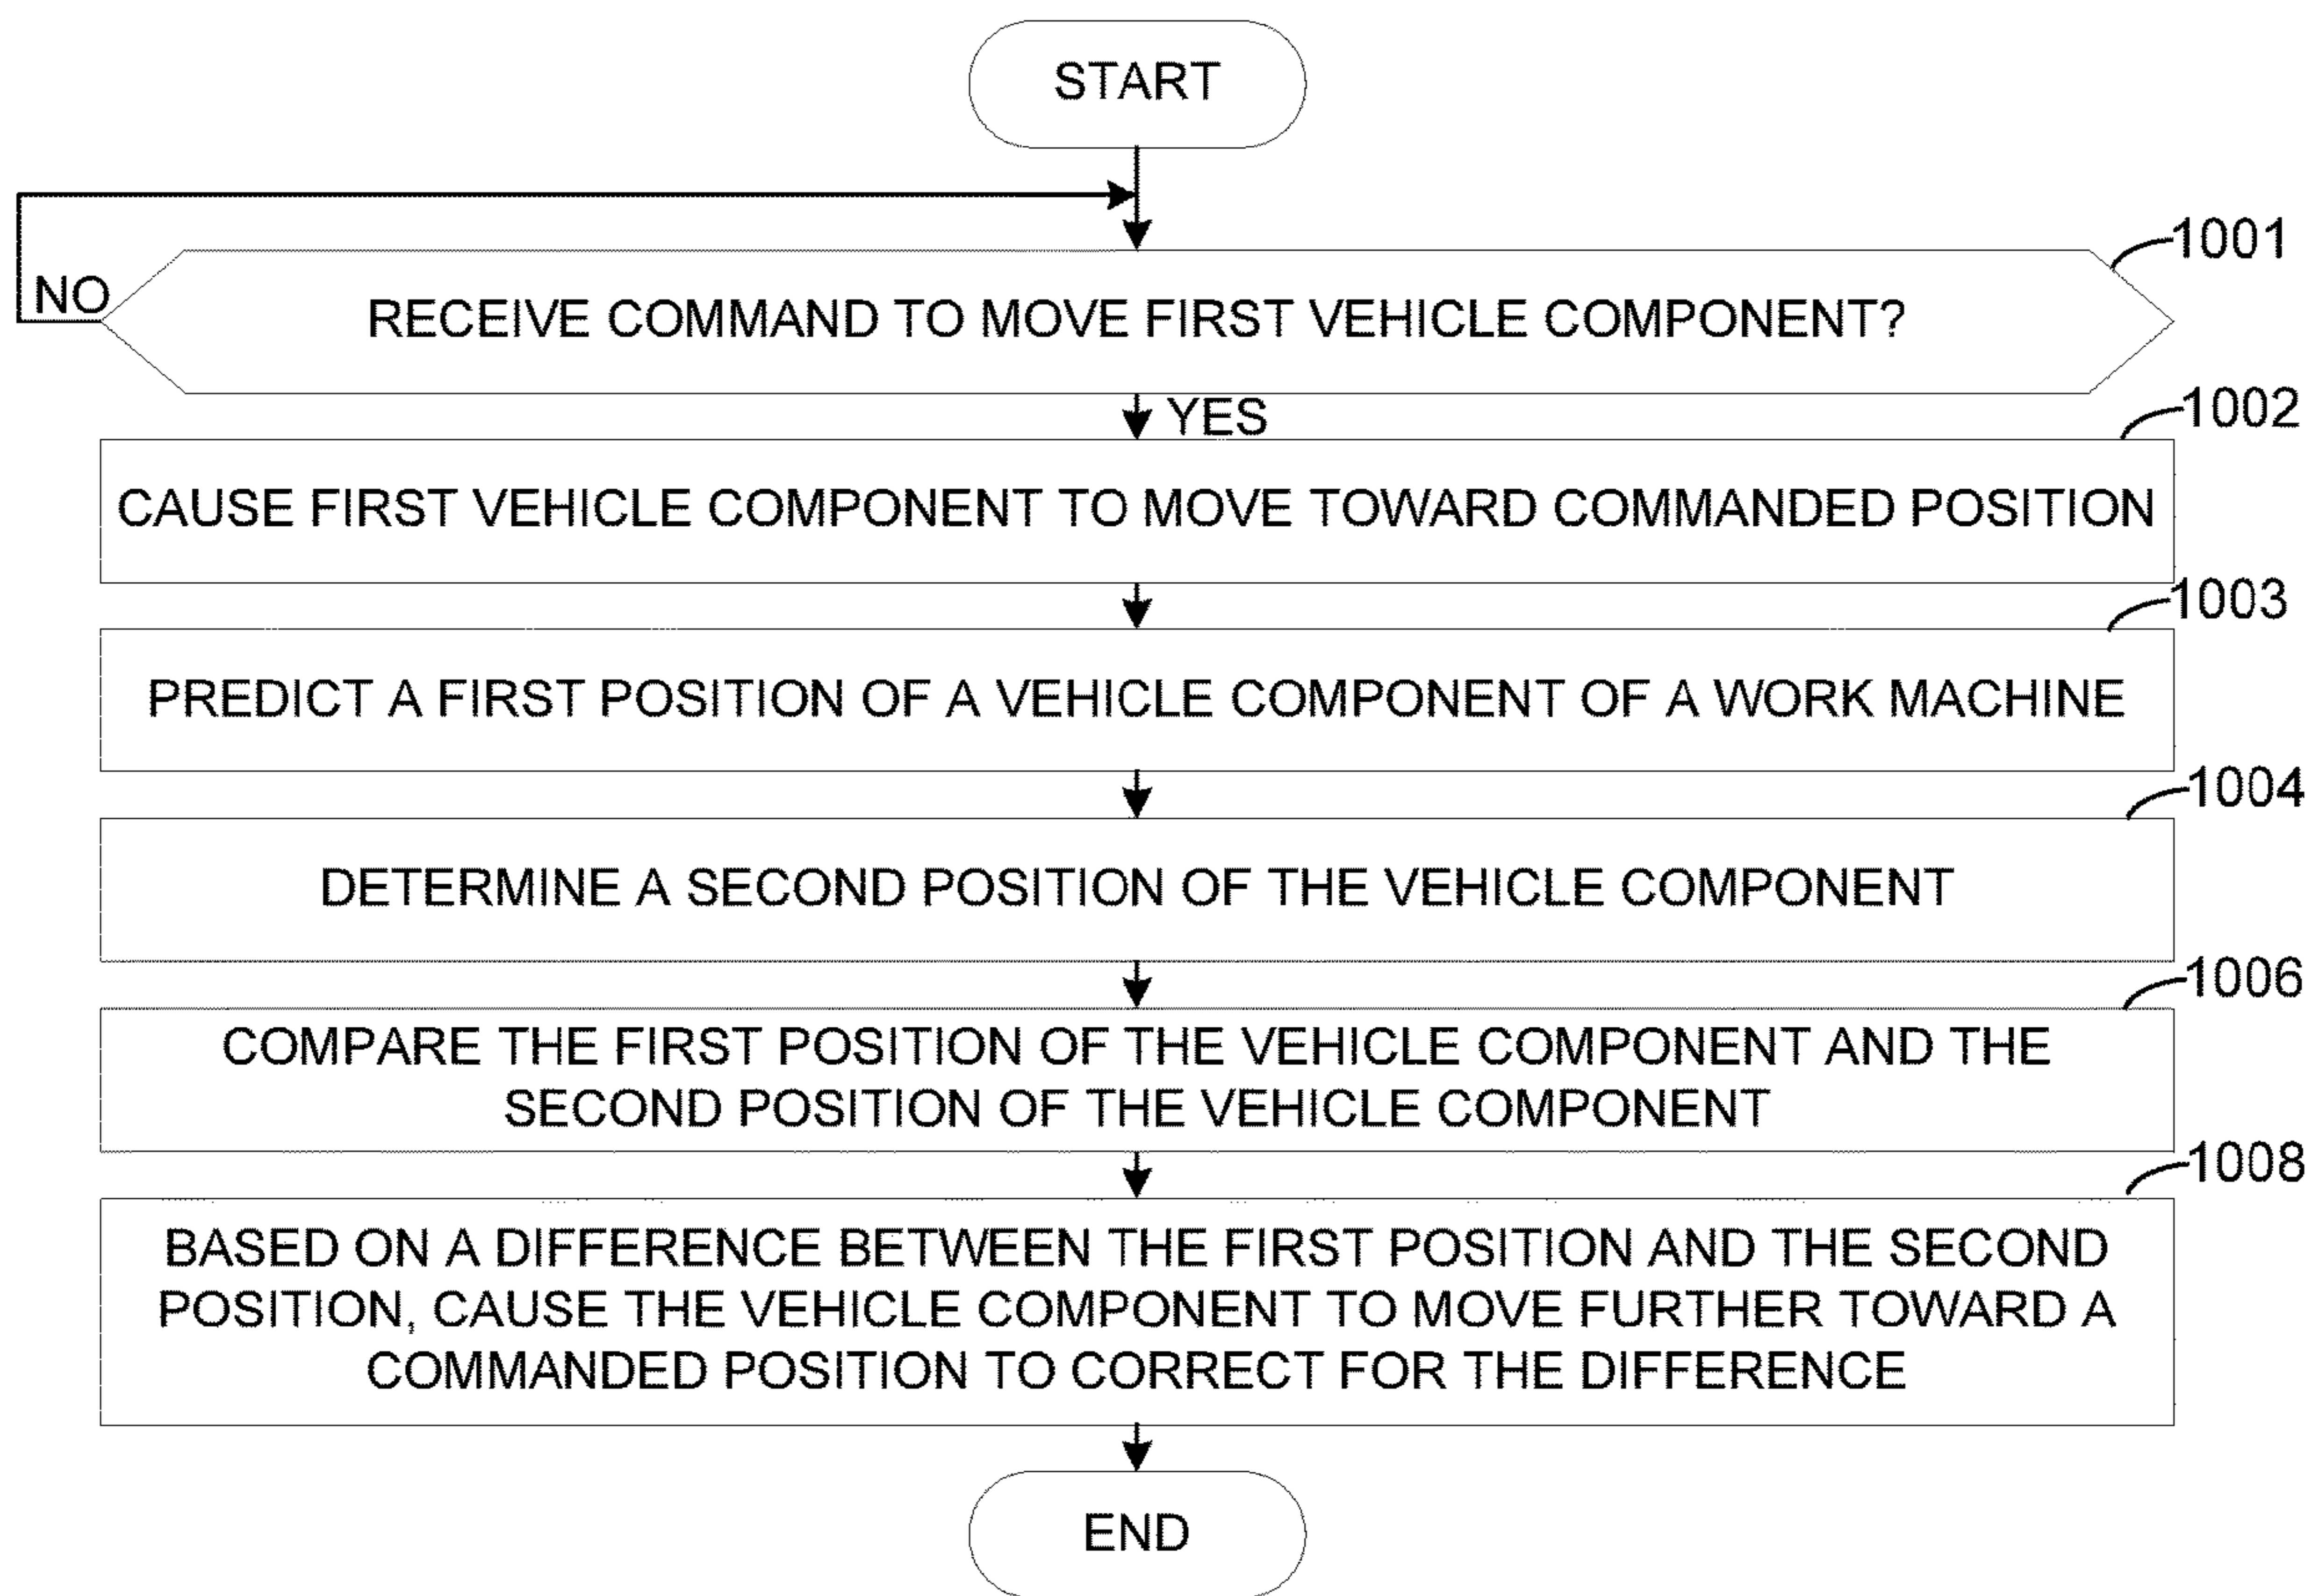 START
1001
NO
RECEIVE COMMAND TO MOVE FIRST VEHICLE COMPONENT?
YES
1002
CAUSE FIRST VEHICLE COMPONENT TO MOVE TOWARD COMMANDED POSITION
1003
PREDICT A FIRST POSITION OF A VEHICLE COMPONENT OF A WORK MACHINE
1004
DETERMINE A SECOND POSITION OF THE VEHICLE COMPONENT
1006
COMPARE THE FIRST POSITION OF THE VEHICLE COMPONENT AND THE
SECOND POSITION OF THE VEHICLE COMPONENT
1008
BASED ON A DIFFERENCE BETWEEN THE FIRST POSITION AND THE SECOND
POSITION, CAUSE THE VEHICLE COMPONENT TO MOVE FURTHER TOWARD A
COMMANDED POSITION TO CORRECT FOR THE DIFFERENCE
END